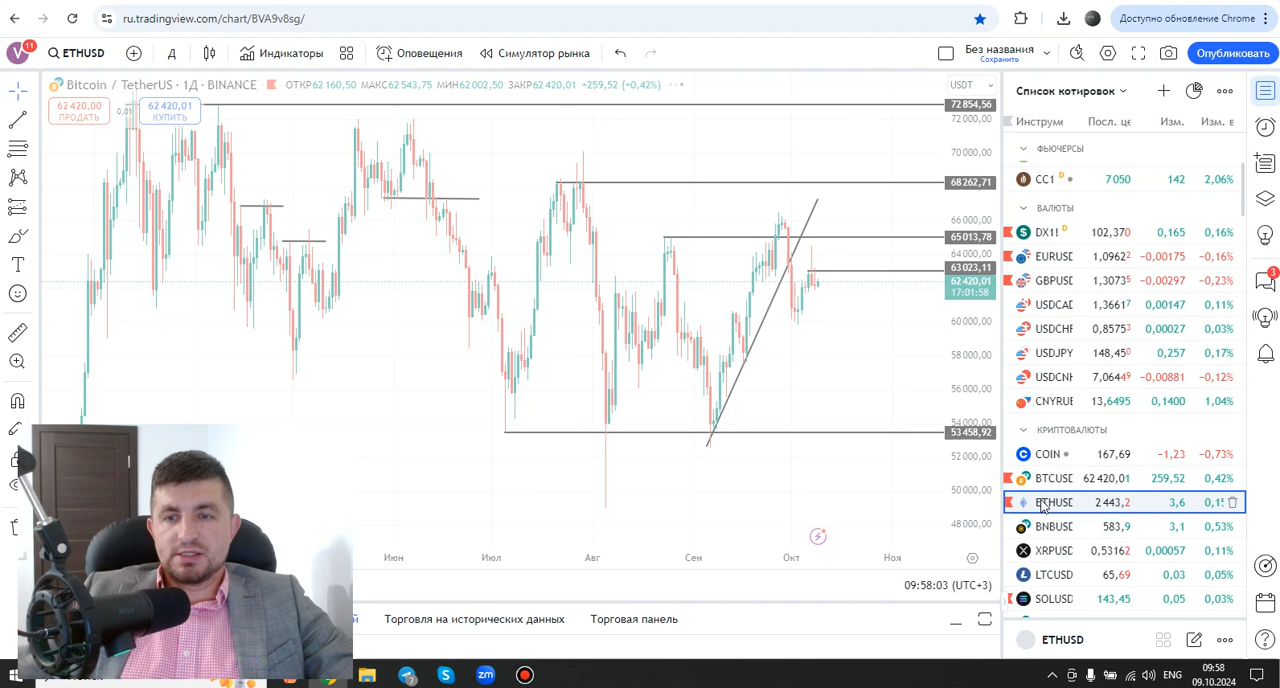 ru.tradingview.com/chart/BVA9v8sg/
Доступно обновление Chrome
V 11 ETHUSD Д Индикаторы Оповещения Симулятор рынка Без названия Сохранить Опубликовать
Bitcoin / TetherUS · 1Д · BINANCE ОТКР 62 160,50 МАКС 62 543,75 МИН 62 002,50 ЗАКР 62 420,01 +259,52 (+0,42%)
62 420,00 ПРОДАТЬ
0,01
62 420,01 КУПИТЬ
USDT
72 854,56
72 000,00
70 000,00
68 262,71
66 000,00
65 013,78
64 000,00
63 023,11
62 420,01
17:01:58
60 000,00
58 000,00
56 000,00
54 000,00
53 458,92
52 000,00
50 000,00
48 000,00
Июн Июл Авг Сен Окт Ноя
09:58:03 (UTC+3)
Торговля на исторических данных Торговая панель
Список котировок
Инструме Посл. це Изм. Изм. в
ФЬЮЧЕРСЫ
CC1 D 7 050 142 2,06%
ВАЛЮТЫ
DX1! D 102,370 0,165 0,16%
EURUSD 1,0962² −0,00175 −0,16%
GBPUSD 1,3073⁵ −0,00297 −0,23%
USDCAD 1,3661⁷ 0,00147 0,11%
USDCHF 0,8575³ 0,00027 0,03%
USDJPY 148,45⁰ 0,257 0,17%
USDCNH 7,0644⁹ −0,00881 −0,12%
CNYRUB 13,6495 0,1400 1,04%
КРИПТОВАЛЮТЫ
COIN 167,69 −1,23 −0,73%
BTCUSD 62 420,01 259,52 0,42%
ETHUSD 2 443,2 3,6 0,15
BNBUSD 583,9 3,1 0,53%
XRPUSD 0,53162 0,00057 0,11%
LTCUSD 65,69 0,03 0,05%
SOLUSD 143,45 0,05 0,03%
ETHUSD
3
ENG
09:58
09.10.2024